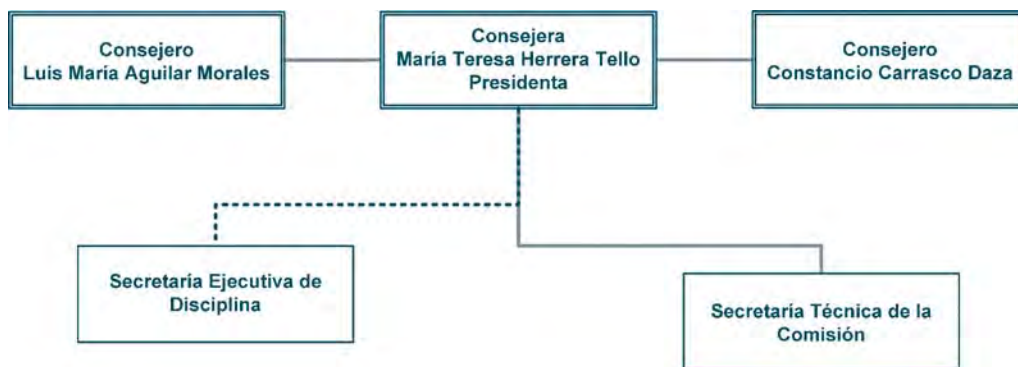 Consejero
Luis María Aguilar Morales
Consejera
María Teresa Herrera Tello
Presidenta
Consejero
Constancio Carrasco Daza
Secretaría Ejecutiva de
Disciplina
Secretaría Técnica de la
Comisión